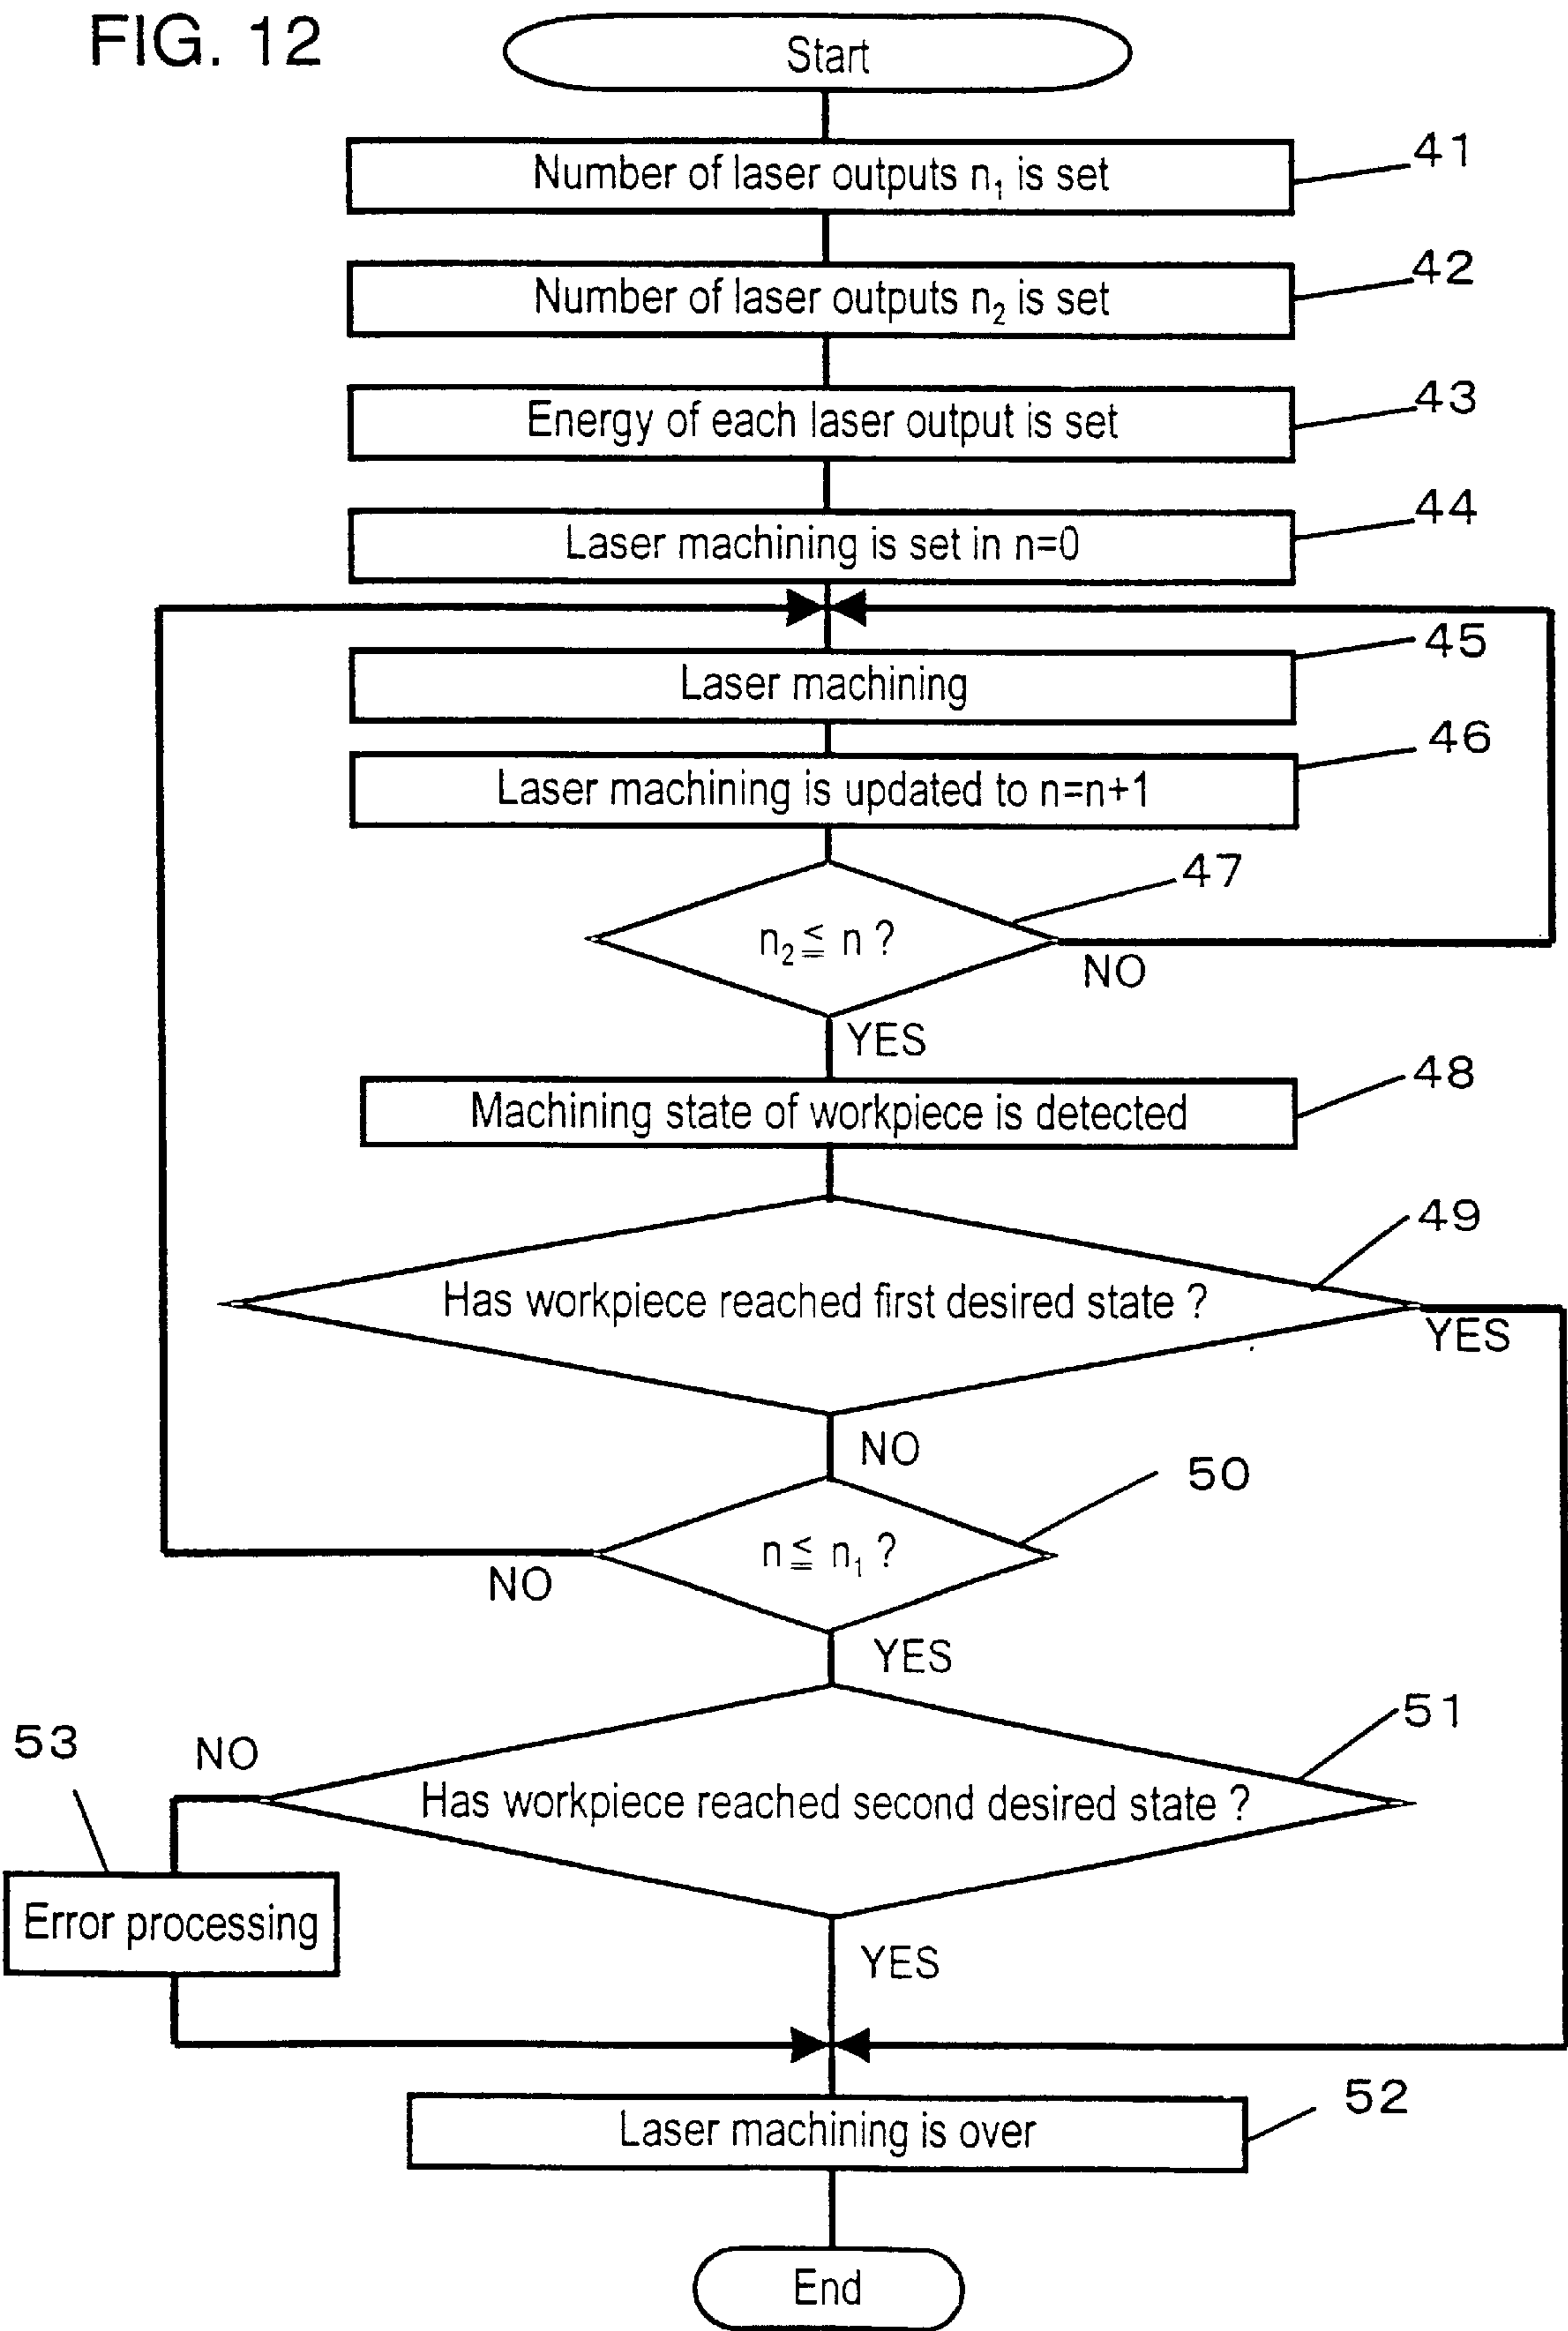 FIG. 12
Start
Number of laser outputs n₁ is set
41
Number of laser outputs n₂ is set
42
Energy of each laser output is set
43
Laser machining is set in n=0
44
Laser machining
45
Laser machining is updated to n=n+1
46
n₂ ≦ n ?
47
NO
YES
Machining state of workpiece is detected
48
Has workpiece reached first desired state ?
49
YES
NO
n ≦ n₁ ?
50
NO
YES
Has workpiece reached second desired state ?
51
NO
53
Error processing
YES
Laser machining is over
52
End